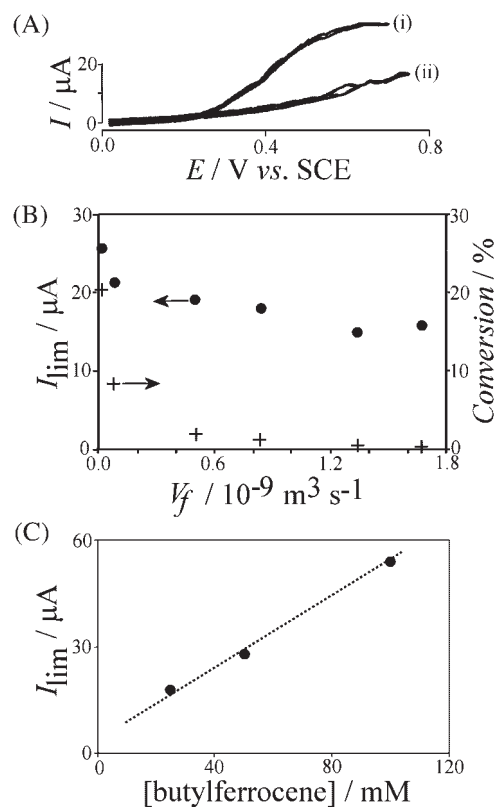 (A)
(i)
(ii)
I / μA
20
0
0.0
0.4
0.8
E / V vs. SCE
(B)
I_lim / μA
30
20
10
0
30
20
10
0
Conversion / %
0.0
0.6
1.2
1.8
V_f / 10⁻⁹ m³ s⁻¹
(C)
I_lim / μA
60
30
0
0
40
80
120
[butylferrocene] / mM